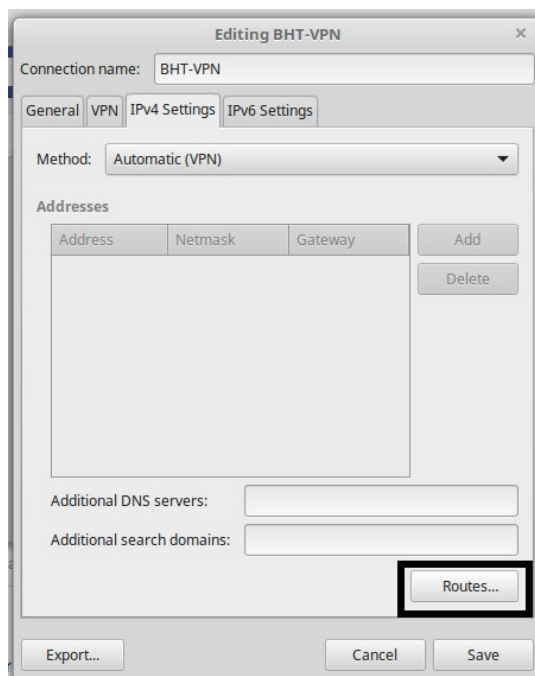 Editing BHT-VPN
Connection name: BHT-VPN
General VPN IPv4 Settings IPv6 Settings
Method: Automatic (VPN)
Addresses
Address Netmask Gateway Add
Delete
Additional DNS servers:
Additional search domains:
Routes...
Export... Cancel Save